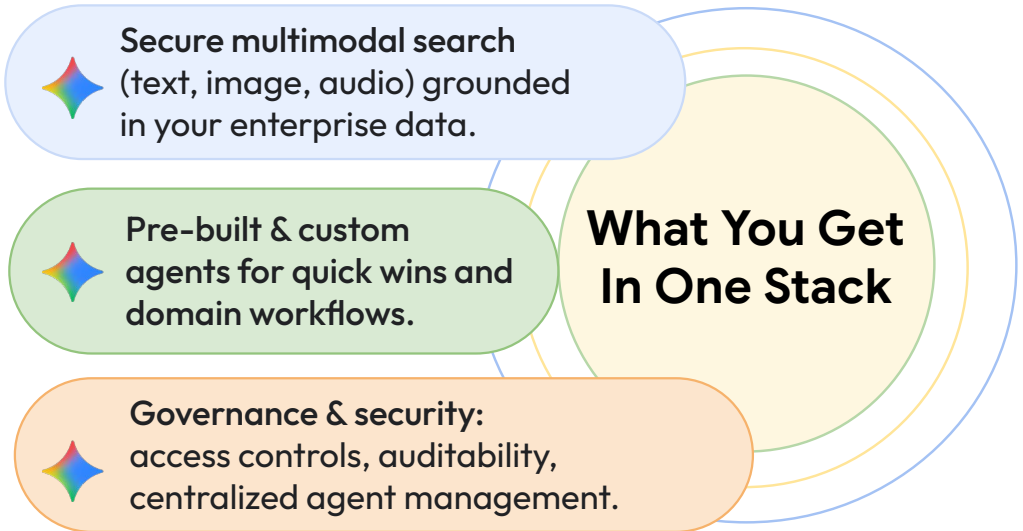 Secure multimodal search
(text, image, audio) grounded
in your enterprise data.
Pre-built & custom
agents for quick wins and
domain workflows.
Governance & security:
access controls, auditability,
centralized agent management.
What You Get
In One Stack